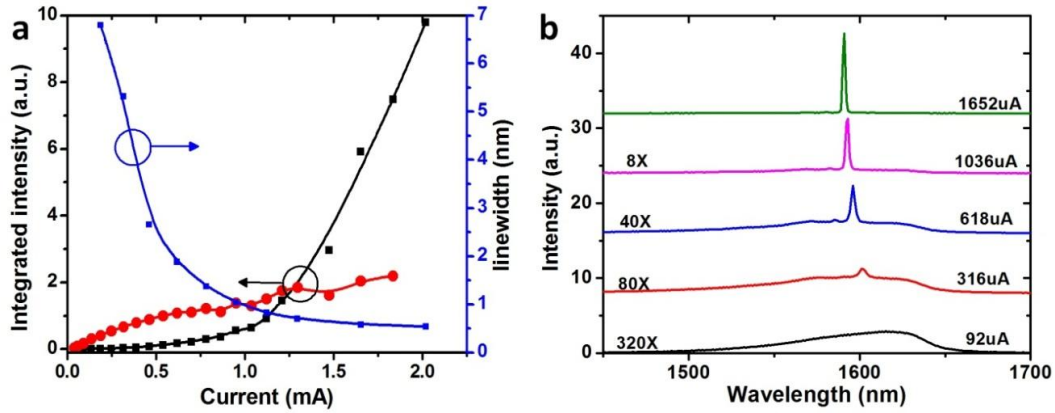 a
10
8
6
4
2
0
Integrated intensity (a.u.)
0.0 0.5 1.0 1.5 2.0
Current (mA)
7
6
5
4
3
2
1
0
linewidth (nm)
b
40
30
20
10
0
Intensity (a.u.)
1652uA
8X 1036uA
40X 618uA
80X 316uA
320X 92uA
1500 1600 1700
Wavelength (nm)